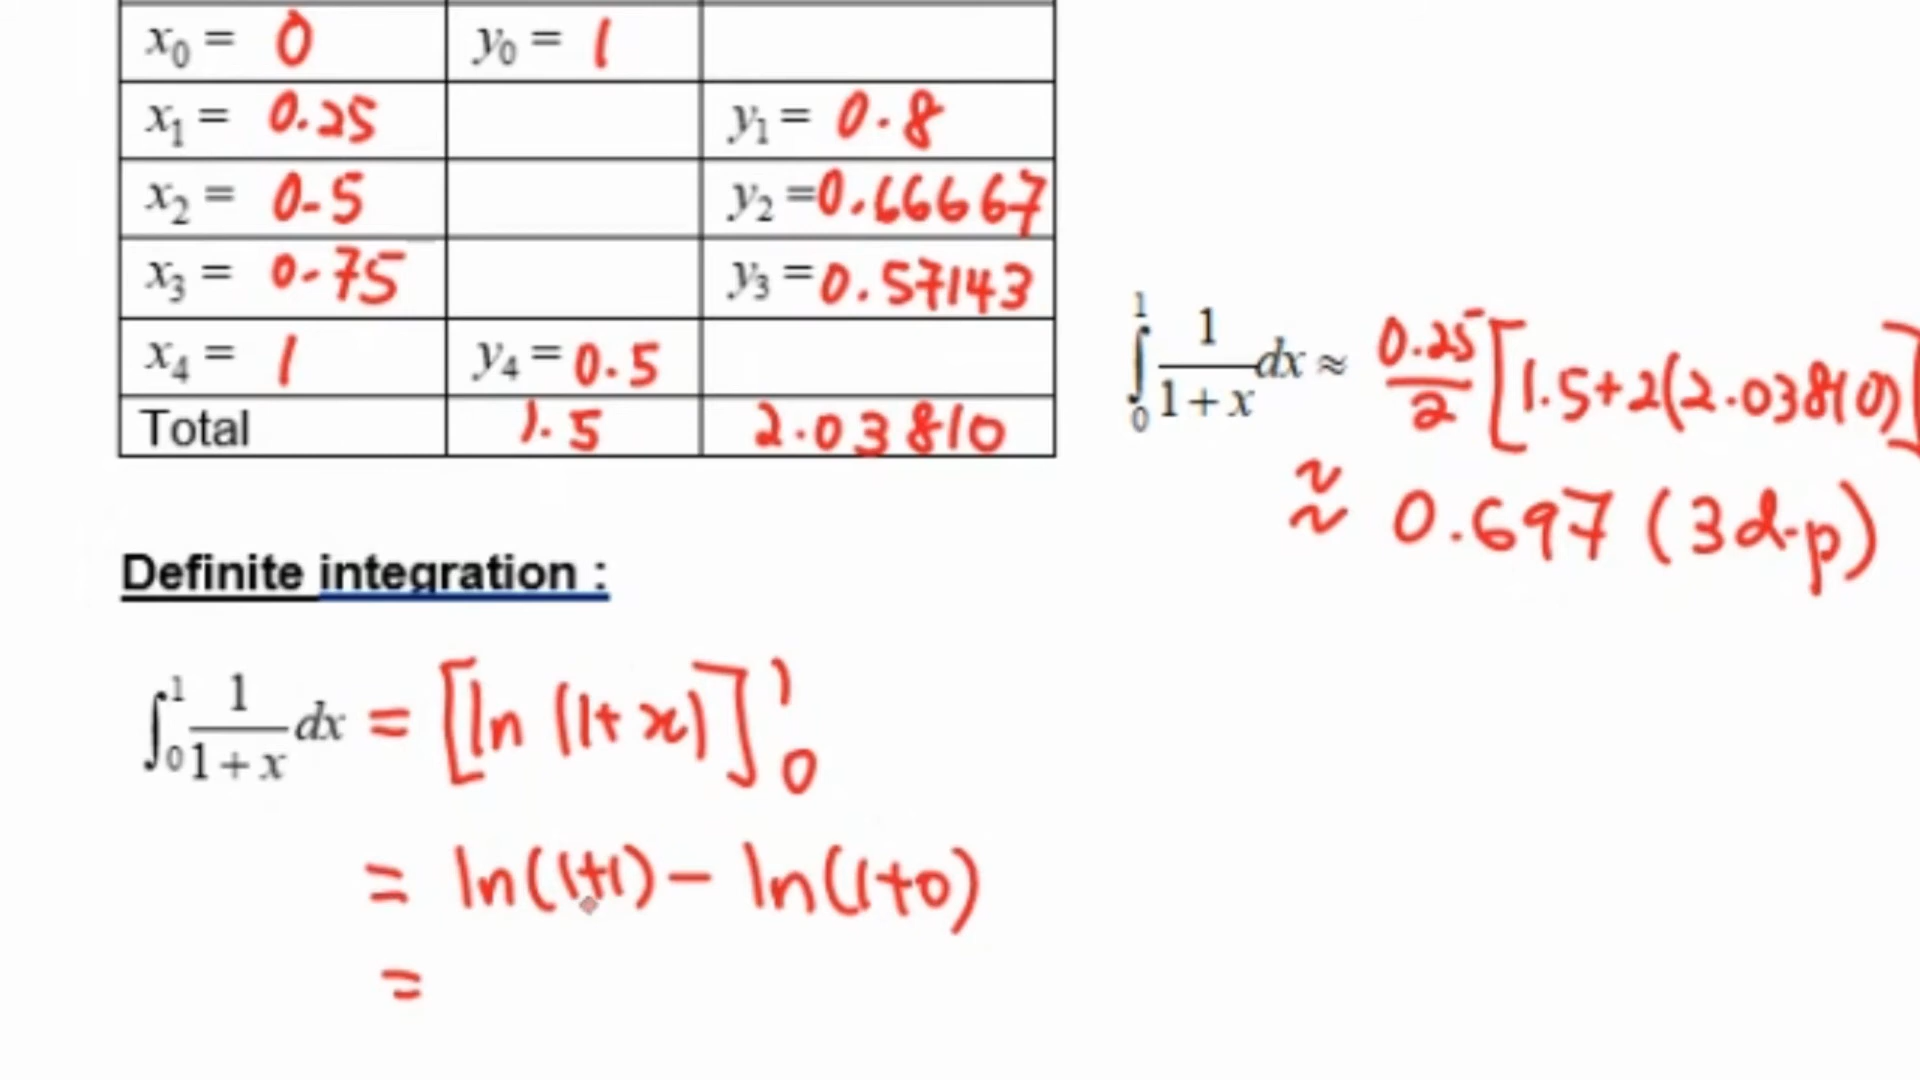 x₀ = 0 y₀ = 1
x₁ = 0.25 y₁ = 0.8
x₂ = 0.5 y₂ = 0.66667
x₃ = 0.75 y₃ = 0.57143
x₄ = 1 y₄ = 0.5
Total 1.5 2.03810
∫₀¹ 1/(1+x) dx ≈ 0.25/2 [1.5+2(2.03810)]
≈ 0.697 (3d.p)
Definite integration :
∫₀¹ 1/(1+x) dx = [ln (1+x)]₀¹
= ln(1+1) − ln(1+0)
=